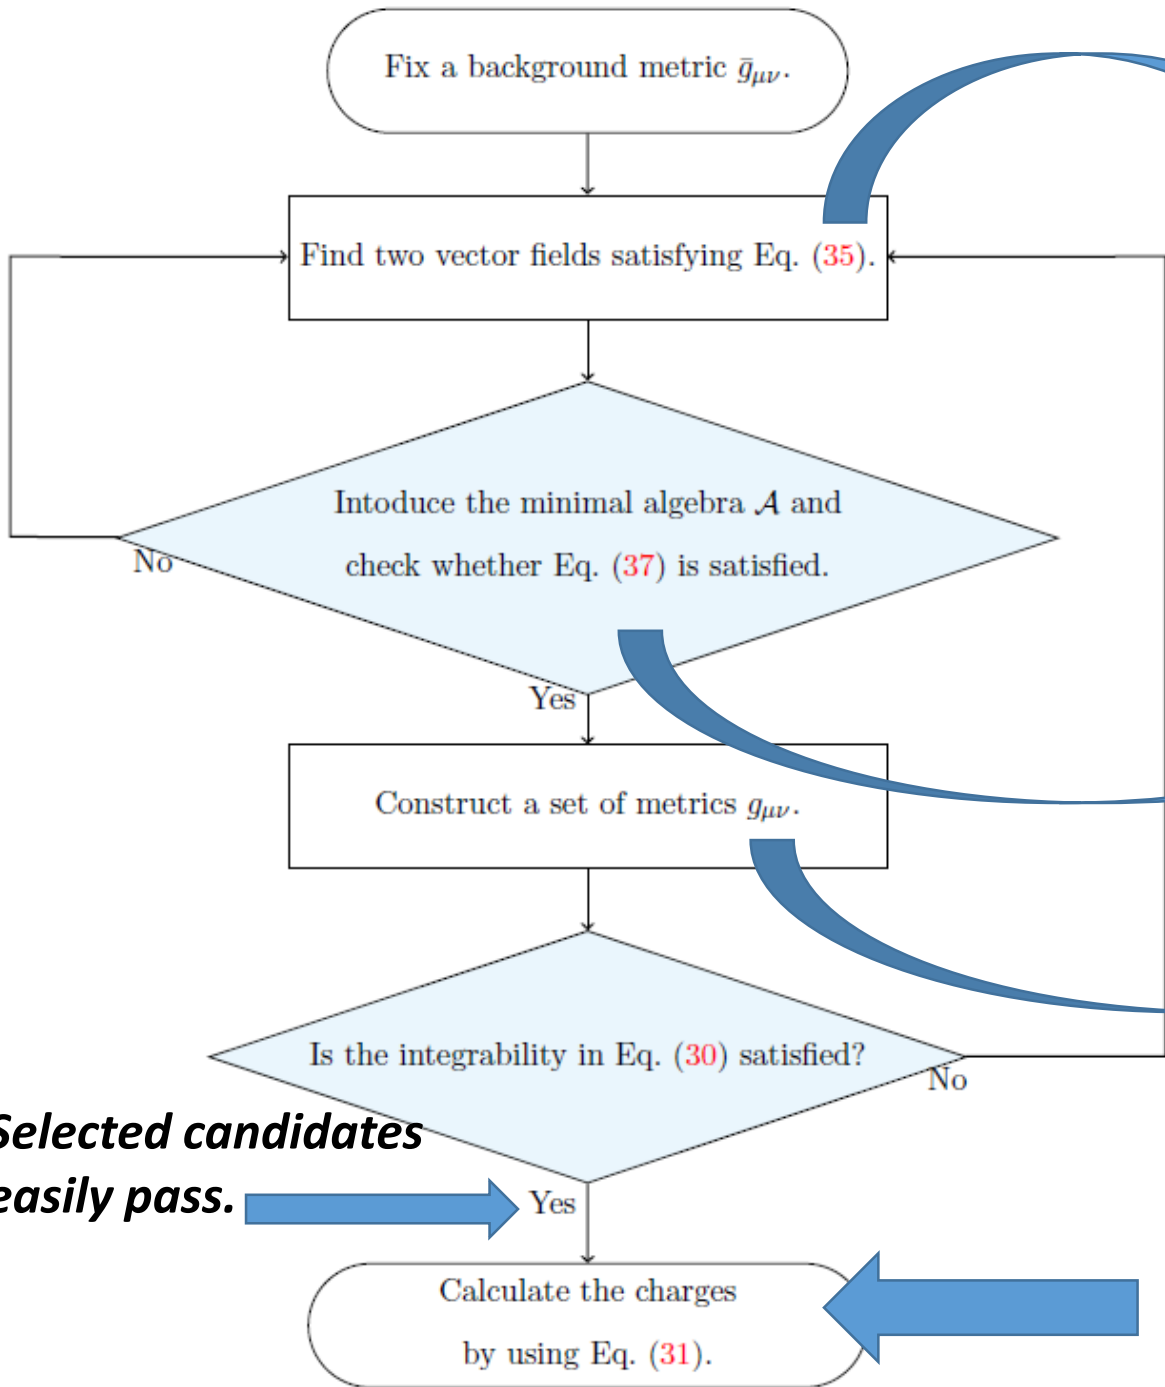 Fix a background metric ḡμν.
Find two vector fields satisfying Eq. (35).
Intoduce the minimal algebra 𝒜 and
check whether Eq. (37) is satisfied.
No
Yes
Construct a set of metrics gμν.
Is the integrability in Eq. (30) satisfied?
No
Selected candidates
easily pass.
Yes
Calculate the charges
by using Eq. (31).